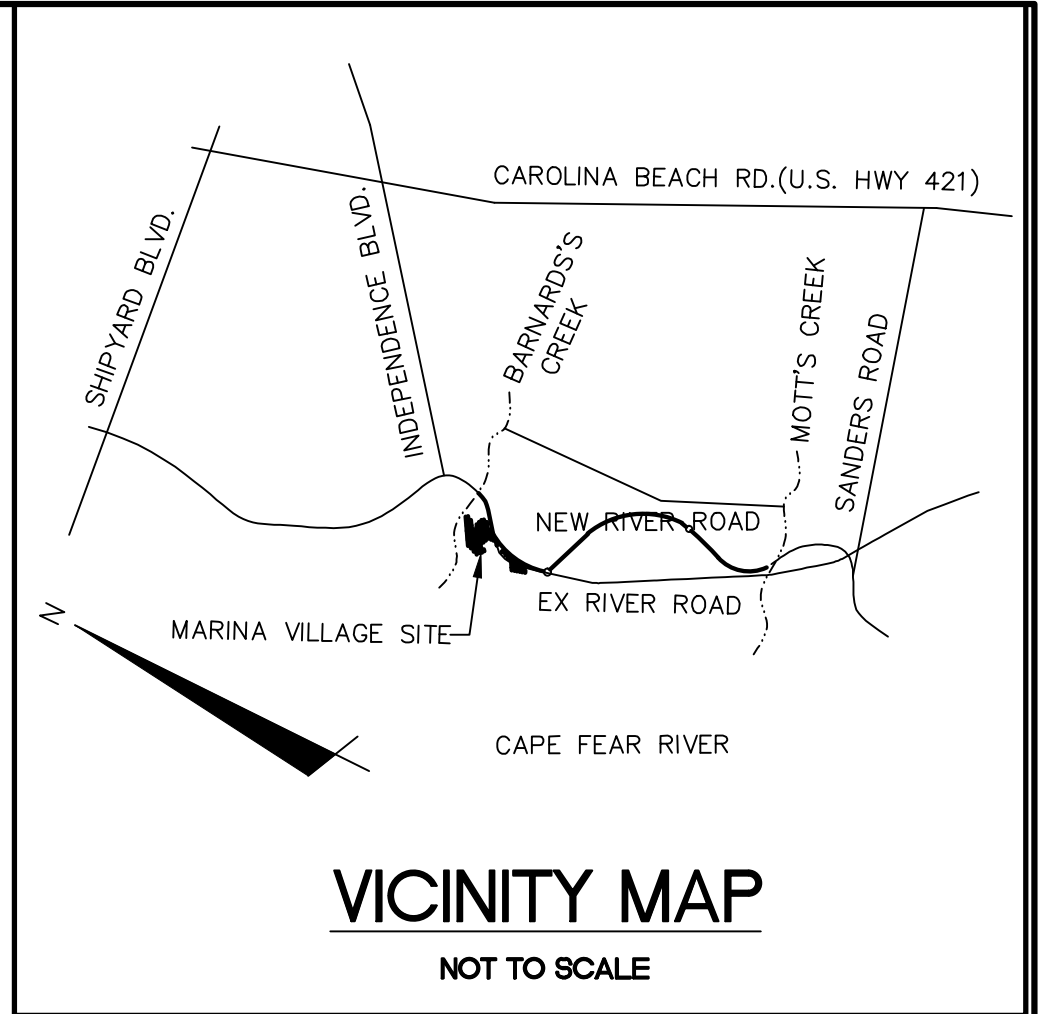 CAROLINA BEACH RD.(U.S. HWY 421)
SHIPYARD BLVD.
INDEPENDENCE BLVD.
BARNARDS'S
CREEK
MOTT'S CREEK
SANDERS ROAD
NEW RIVER ROAD
EX RIVER ROAD
N
MARINA VILLAGE SITE
CAPE FEAR RIVER
VICINITY MAP
NOT TO SCALE